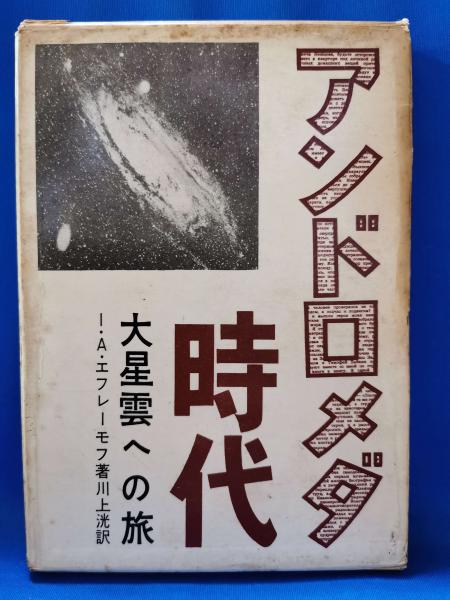 アンドロメダ
時代
大星雲への旅
I・A・エフレーモフ著川上洸訳